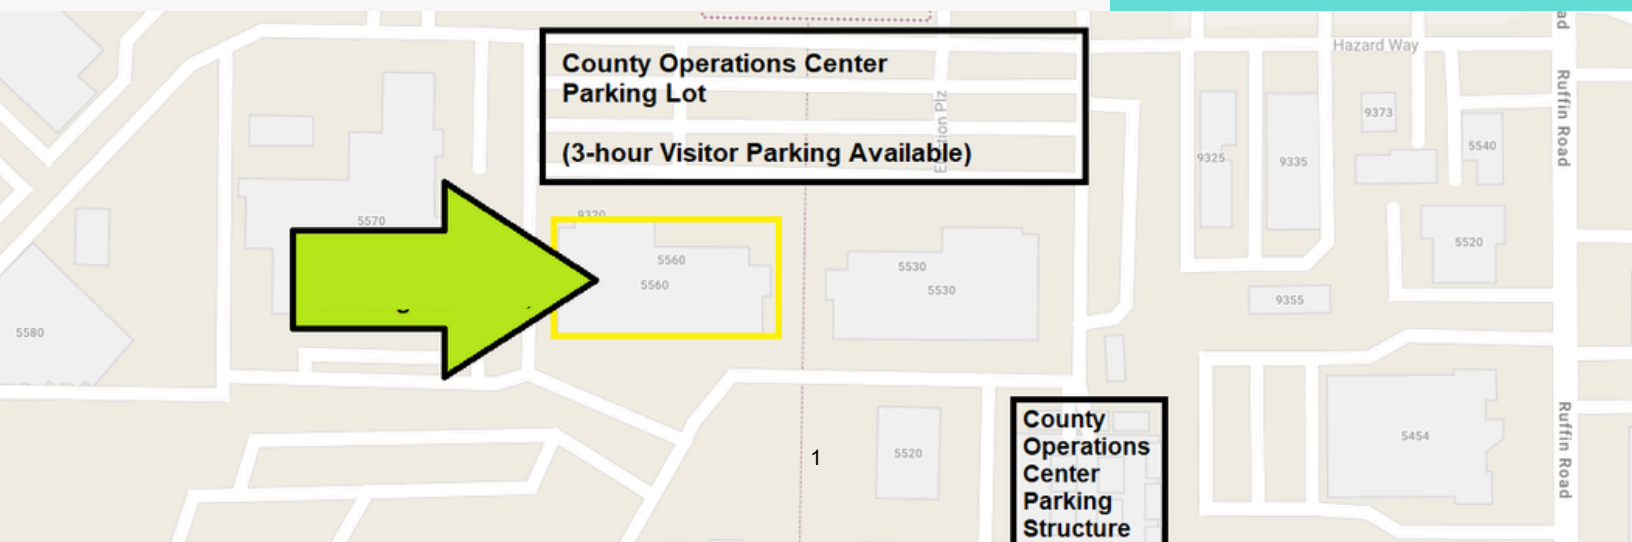 ad
Hazard Way
County Operations Center
Parking Lot
(3-hour Visitor Parking Available)
Ruffin Road
9373
5540
9325
9335
5570
9320
5560
5560
5530
5530
5520
9355
5580
5454
Ruffin Road
5520
1
County
Operations
Center
Parking
Structure